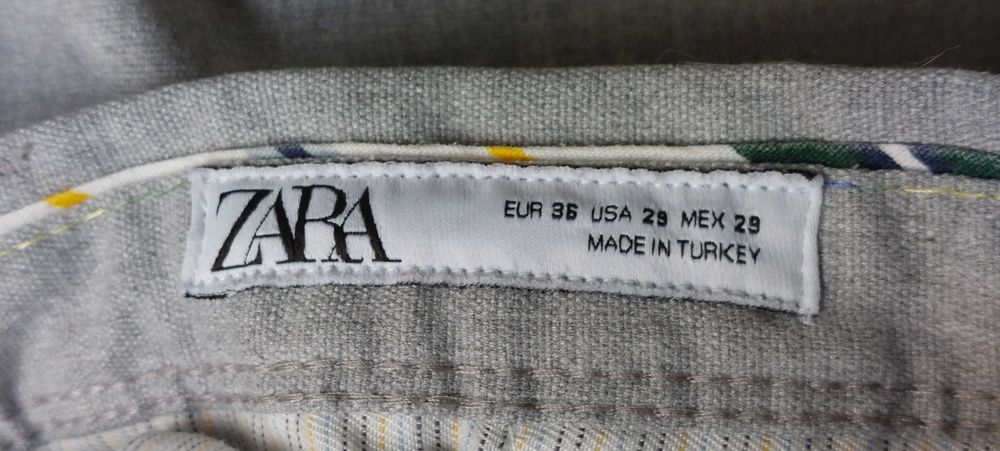 ZARA
EUR 36 USA 29 MEX 29
MADE IN TURKEY